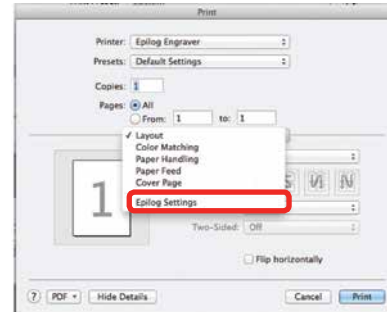 Print
Printer: Epilog Engraver
Presets: Default Settings
Copies: 1
Pages: All
From: 1 to: 1
✓ Layout
Color Matching
Paper Handling
Paper Feed
Cover Page
Epilog Settings
1
Two-Sided: Off
Flip horizontally
? PDF Hide Details Cancel Print